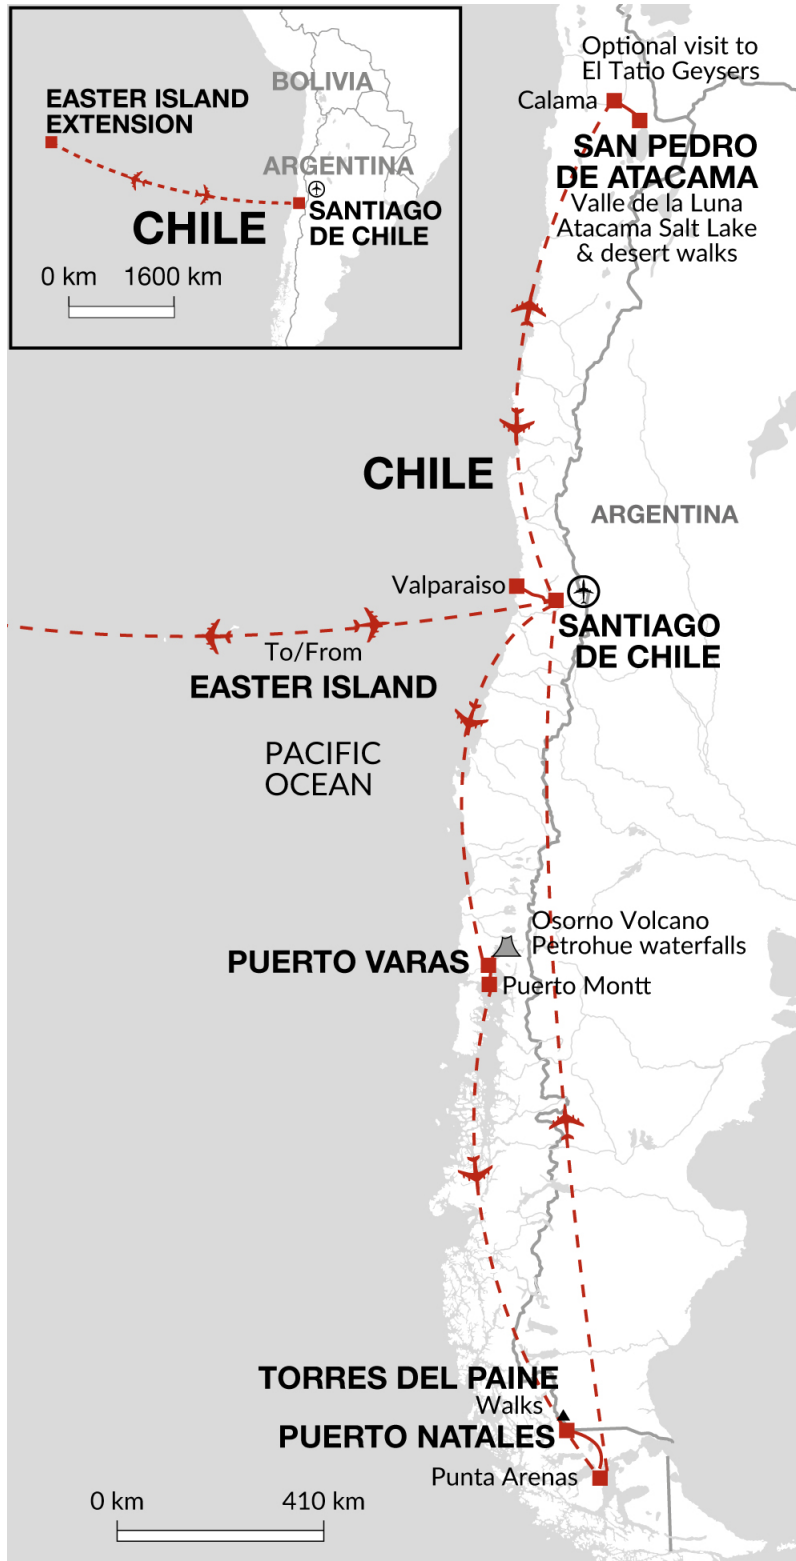 BOLIVIA
EASTER ISLAND
EXTENSION
ARGENTINA
SANTIAGO
DE CHILE
CHILE
0 km 1600 km
Optional visit to
El Tatio Geysers
Calama
SAN PEDRO
DE ATACAMA
Valle de la Luna
Atacama Salt Lake
& desert walks
CHILE
ARGENTINA
Valparaiso
SANTIAGO
DE CHILE
To/From
EASTER ISLAND
PACIFIC
OCEAN
Osorno Volcano
Petrohue waterfalls
PUERTO VARAS
Puerto Montt
TORRES DEL PAINE
Walks
PUERTO NATALES
Punta Arenas
0 km 410 km